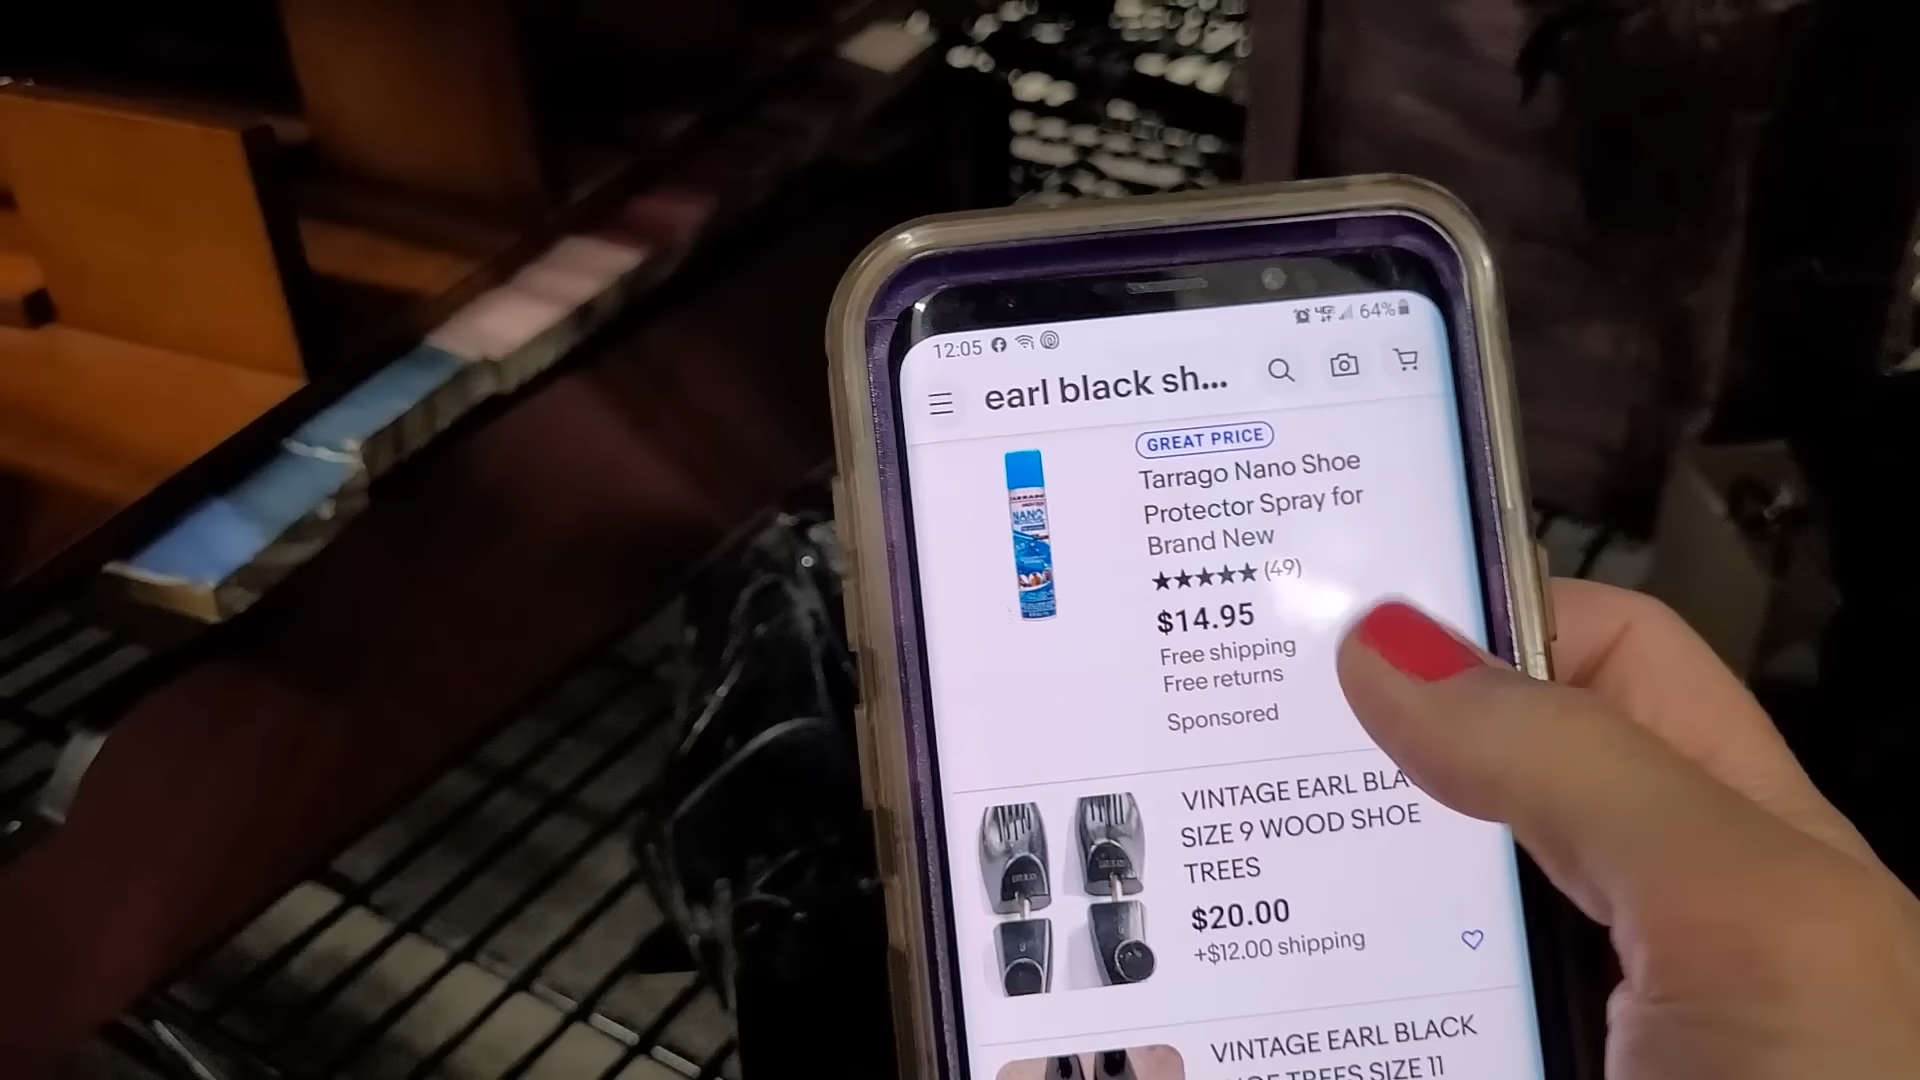 12:05
64%
earl black sh...
GREAT PRICE
Tarrago Nano Shoe
Protector Spray for
Brand New
★★★★★ (49)
$14.95
Free shipping
Free returns
Sponsored
VINTAGE EARL BLA
SIZE 9 WOOD SHOE
TREES
$20.00
+$12.00 shipping
VINTAGE EARL BLACK
TREES SIZE 11
NANO